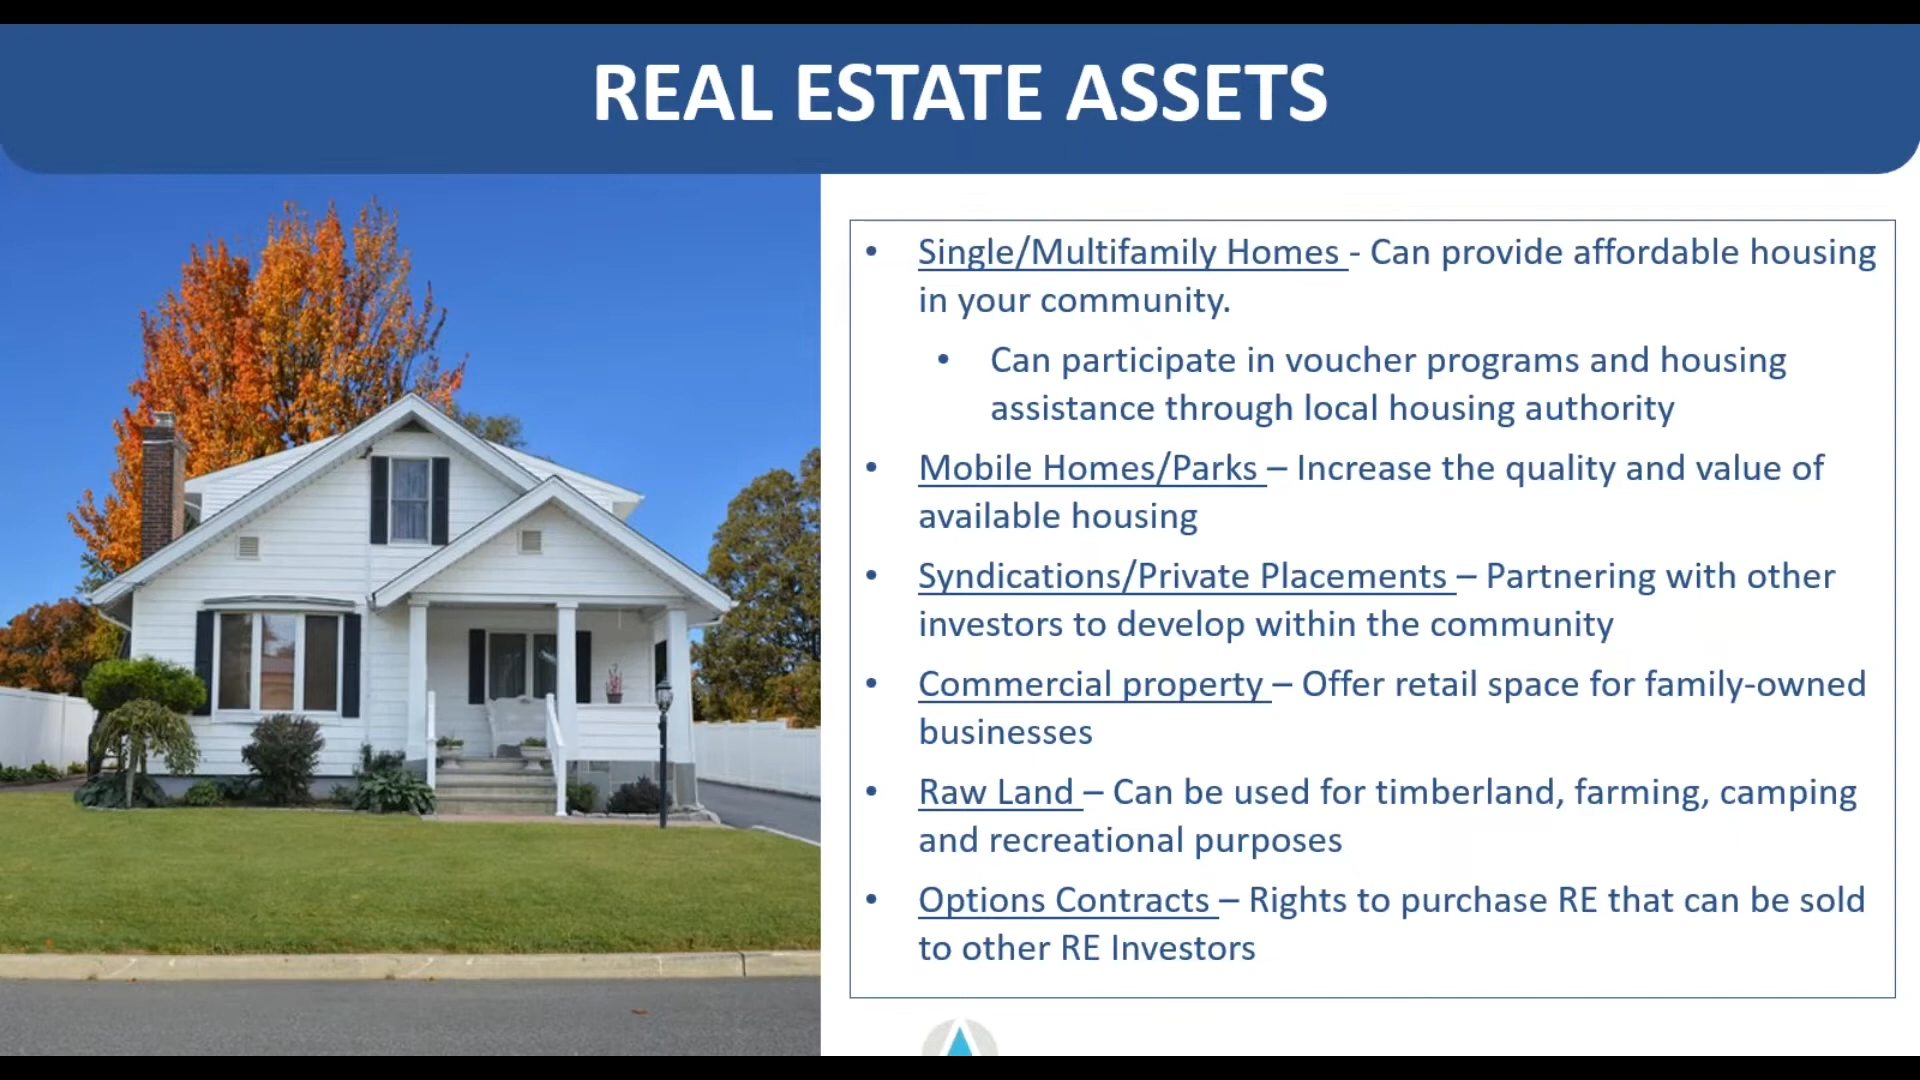 REAL ESTATE ASSETS
• Single/Multifamily Homes - Can provide affordable housing
in your community.
• Can participate in voucher programs and housing
assistance through local housing authority
• Mobile Homes/Parks – Increase the quality and value of
available housing
• Syndications/Private Placements – Partnering with other
investors to develop within the community
• Commercial property – Offer retail space for family-owned
businesses
• Raw Land – Can be used for timberland, farming, camping
and recreational purposes
• Options Contracts – Rights to purchase RE that can be sold
to other RE Investors